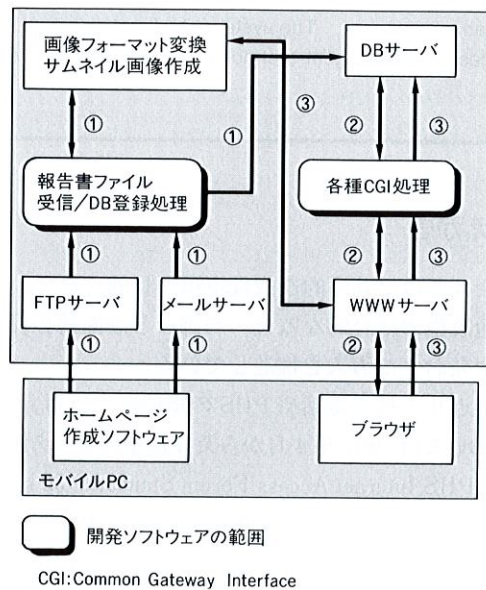 画像フォーマット変換
サムネイル画像作成
DBサーバ
①
①
③
②
③
報告書ファイル
受信/DB登録処理
各種CGI処理
①
①
②
③
FTPサーバ
メールサーバ
WWWサーバ
①
①
②
③
ホームページ
作成ソフトウェア
ブラウザ
モバイルPC
開発ソフトウェアの範囲
CGI:Common Gateway Interface